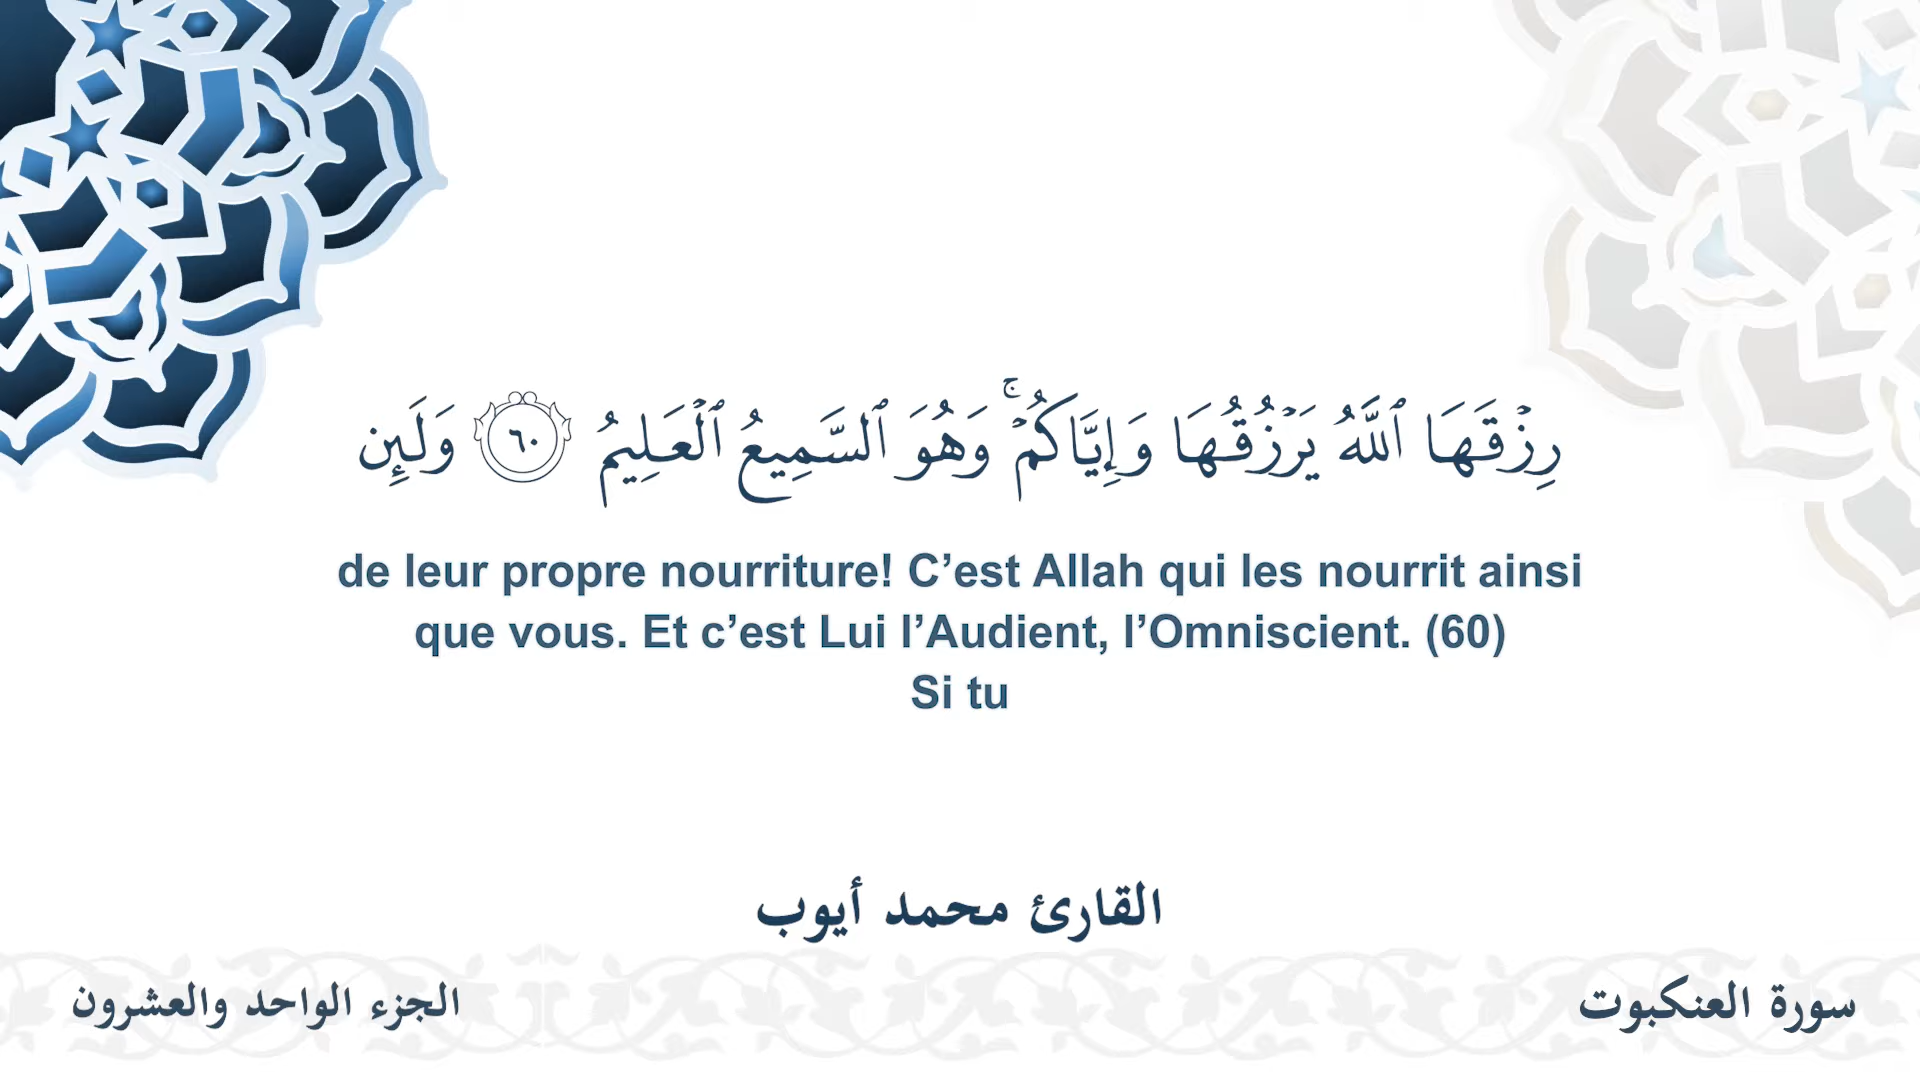 رِزْقَهَا ٱللَّهُ يَرْزُقُهَا وَإِيَّاكُمْ ۚ وَهُوَ ٱلسَّمِيعُ ٱلْعَلِيمُ ٦٠ وَلَئِن
de leur propre nourriture! C’est Allah qui les nourrit ainsi
que vous. Et c’est Lui l’Audient, l’Omniscient. (60)
Si tu
القارئ محمد أيوب
سورة العنكبوت
الجزء الواحد والعشرون